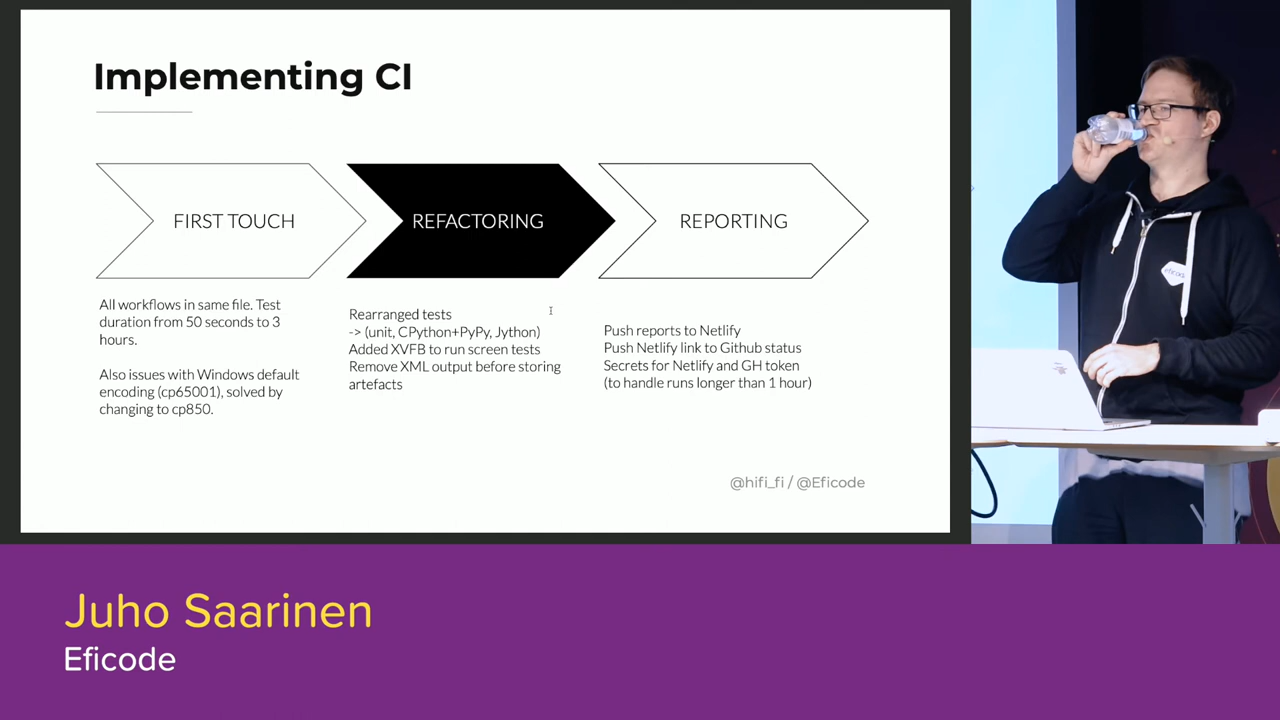 Implementing CI
FIRST TOUCH
REFACTORING
REPORTING
All workflows in same file. Test
duration from 50 seconds to 3
hours.
Also issues with Windows default
encoding (cp65001), solved by
changing to cp850.
Rearranged tests
-> (unit, CPython+PyPy, Jython)
Added XVFB to run screen tests
Remove XML output before storing
artefacts
Push reports to Netlify
Push Netlify link to Github status
Secrets for Netlify and GH token
(to handle runs longer than 1 hour)
@hifi_fi / @Eficode
eficode
Juho Saarinen
Eficode